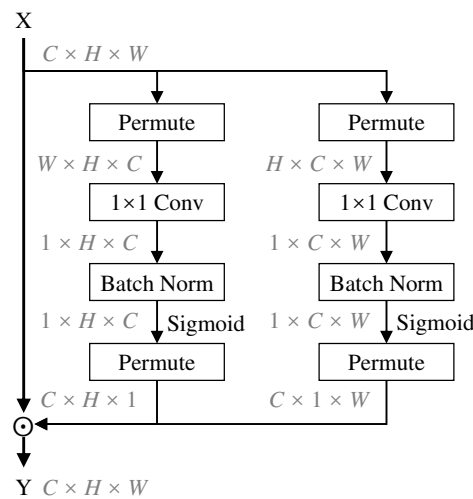 X
C × H × W
Permute Permute
W × H × C H × C × W
1×1 Conv 1×1 Conv
1 × H × C 1 × C × W
Batch Norm Batch Norm
1 × H × C Sigmoid 1 × C × W Sigmoid
Permute Permute
C × H × 1 C × 1 × W
Y C × H × W